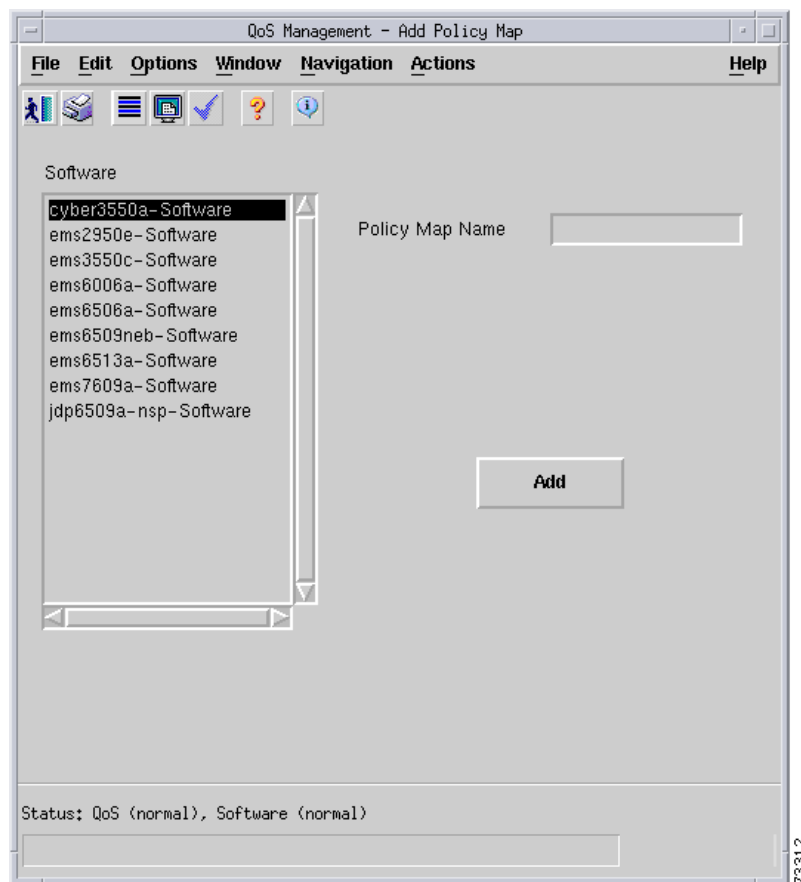 QoS Management - Add Policy Map
File Edit Options Window Navigation Actions Help
Software
cyber3550a-Software
ems2950e-Software
ems3550c-Software
ems6006a-Software
ems6506a-Software
ems6509neb-Software
ems6513a-Software
ems7609a-Software
jdp6509a-nsp-Software
Policy Map Name
Add
Status: QoS (normal), Software (normal)
73312